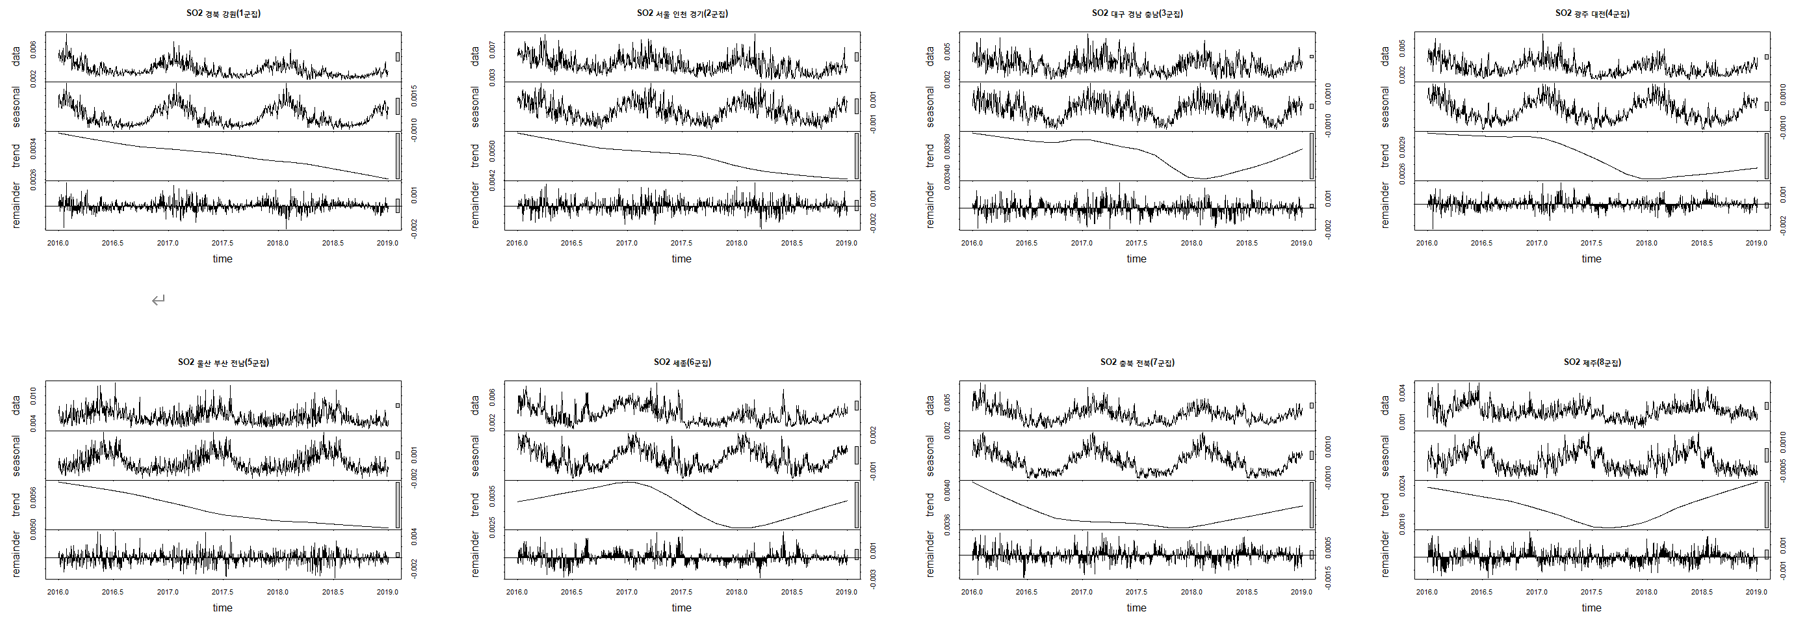 SO2 경북 강원(1군집)
data
0.002 0.006
seasonal
-0.0010 0.0015
trend
0.0026 0.0034
remainder
-0.002 0.001
2016.0 2016.5 2017.0 2017.5 2018.0 2018.5 2019.0
time
SO2 서울 인천 경기(2군집)
data
0.003 0.007
seasonal
-0.001 0.001
trend
0.0042 0.0050
remainder
-0.002 0.001
2016.0 2016.5 2017.0 2017.5 2018.0 2018.5 2019.0
time
SO2 대구 경남 충남(3군집)
data
0.002 0.005
seasonal
-0.0010 0.0010
trend
0.00340 0.00360
remainder
-0.002 0.001
2016.0 2016.5 2017.0 2017.5 2018.0 2018.5 2019.0
time
SO2 광주 대전(4군집)
data
0.002 0.005
seasonal
-0.0010 0.0010
trend
0.0026 0.0029
remainder
-0.002 0.001
2016.0 2016.5 2017.0 2017.5 2018.0 2018.5 2019.0
time
SO2 울산 부산 전남(5군집)
data
0.004 0.010
seasonal
-0.002 0.001
trend
0.0050 0.0056
remainder
-0.002 0.004
2016.0 2016.5 2017.0 2017.5 2018.0 2018.5 2019.0
time
SO2 세종(6군집)
data
0.002 0.006
seasonal
-0.001 0.002
trend
0.0025 0.0035
remainder
-0.003 0.001
2016.0 2016.5 2017.0 2017.5 2018.0 2018.5 2019.0
time
SO2 충북 전북(7군집)
data
0.002 0.005
seasonal
-0.0010 0.0010
trend
0.0036 0.0040
remainder
-0.0015 0.0005
2016.0 2016.5 2017.0 2017.5 2018.0 2018.5 2019.0
time
SO2 제주(8군집)
data
0.001 0.004
seasonal
-0.0005 0.0010
trend
0.0018 0.0024
remainder
-0.001 0.001
2016.0 2016.5 2017.0 2017.5 2018.0 2018.5 2019.0
time